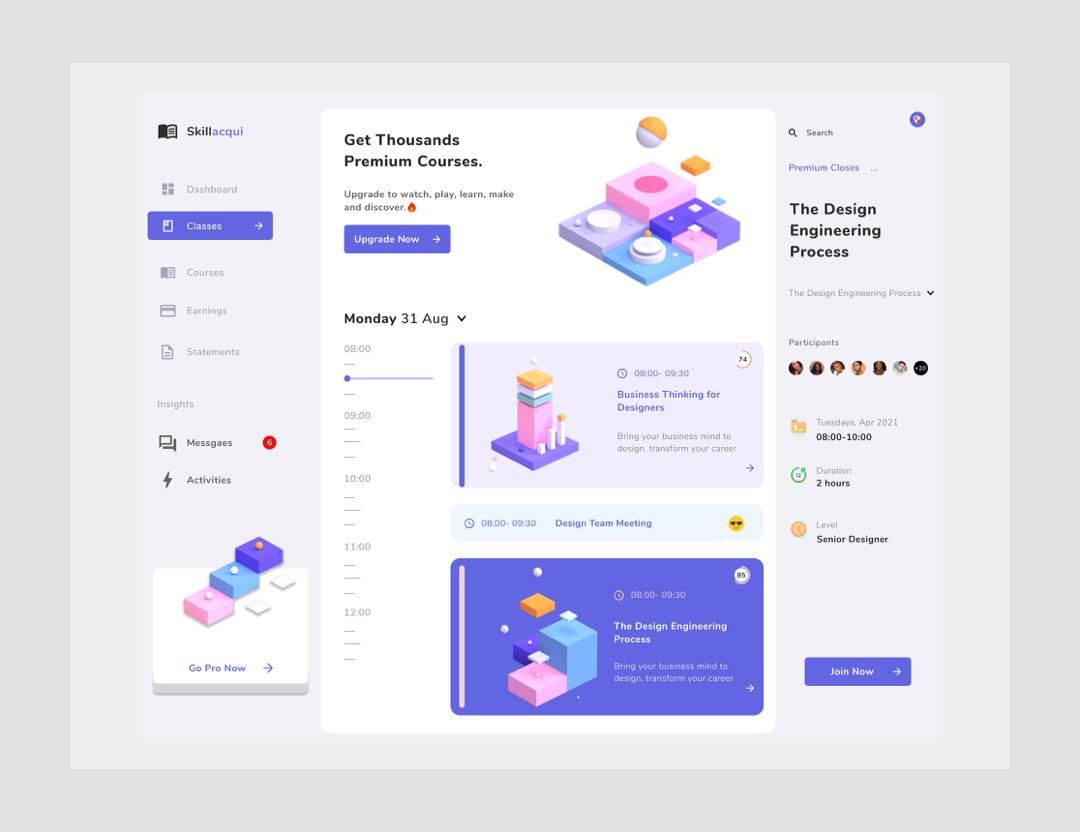 Skillacqui
Dashboard
Classes
Courses
Earnings
Statements
Insights
Messgaes
6
Activities
Go Pro Now
Get Thousands
Premium Courses.
Upgrade to watch, play, learn, make
and discover.🔥
Upgrade Now
Monday 31 Aug
08:00
09:00
10:00
11:00
12:00
74
08:00- 09:30
Business Thinking for
Designers
Bring your business mind to
design, transform your career
08:00- 09:30 Design Team Meeting 😎
85
08:00- 09:30
The Design Engineering
Process
Bring your business mind to
design, transform your career
Search
Premium Closes ...
The Design
Engineering
Process
The Design Engineering Process
Participants
+20
Tuesdays, Apr 2021
08:00-10:00
12
Duration
2 hours
Level
Senior Designer
Join Now